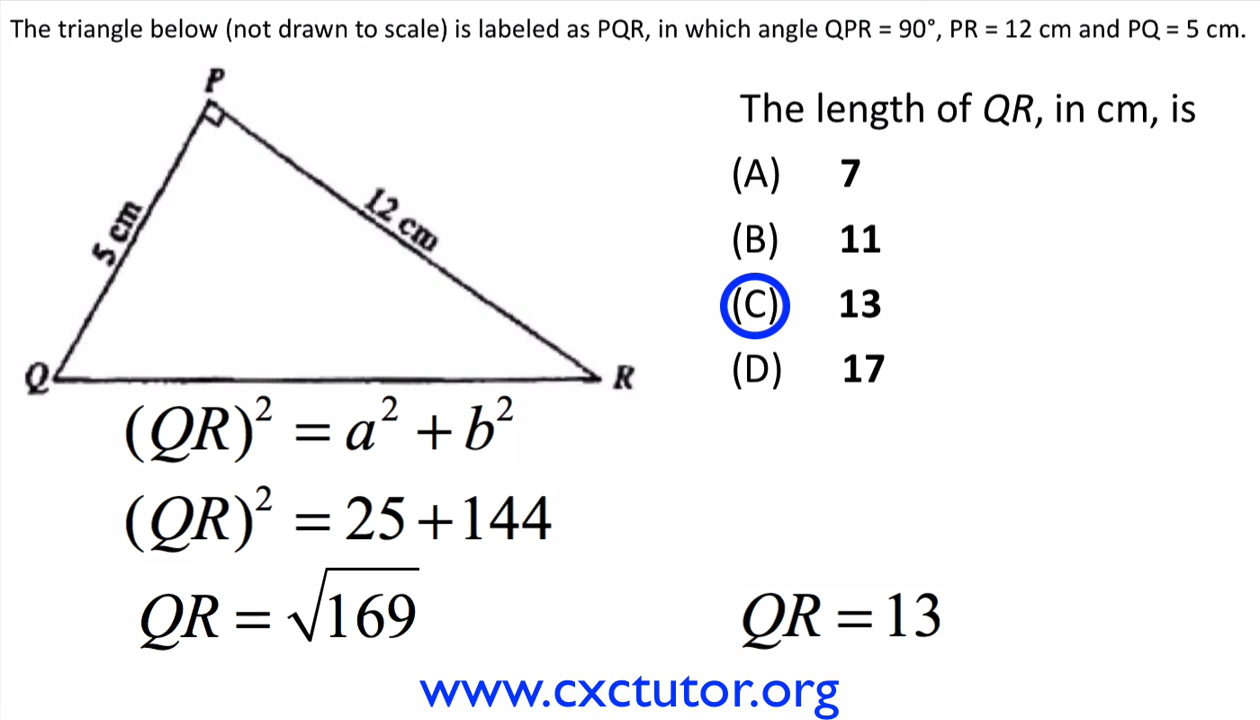 The triangle below (not drawn to scale) is labeled as PQR, in which angle QPR = 90°, PR = 12 cm and PQ = 5 cm.
P
5 cm
12 cm
Q
R
The length of QR, in cm, is
(A) 7
(B) 11
(C) 13
(D) 17
(QR)² = a² + b²
(QR)² = 25 + 144
QR = √169
QR = 13
www.cxctutor.org